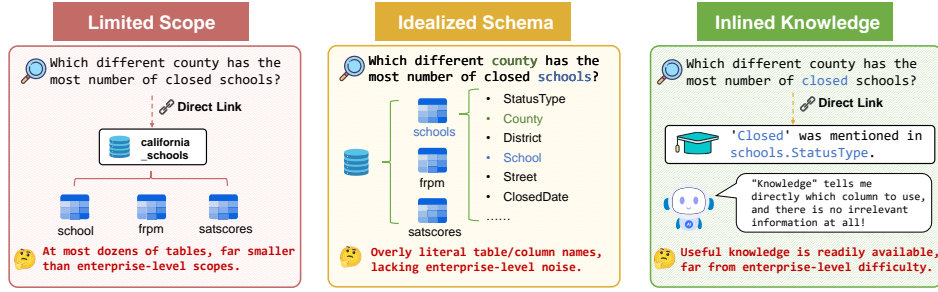 Limited Scope
Which different county has the
most number of closed schools?
Direct Link
california
_schools
school
frpm
satscores
At most dozens of tables, far smaller
than enterprise-level scopes.
Idealized Schema
Which different county has the
most number of closed schools?
schools
frpm
satscores
• StatusType
• County
• District
• School
• Street
• ClosedDate
......
Overly literal table/column names,
lacking enterprise-level noise.
Inlined Knowledge
Which different county has the
most number of closed schools?
Direct Link
'Closed' was mentioned in
schools.StatusType.
"Knowledge" tells me
directly which column to use,
and there is no irrelevant
information at all!
Useful knowledge is readily available,
far from enterprise-level difficulty.